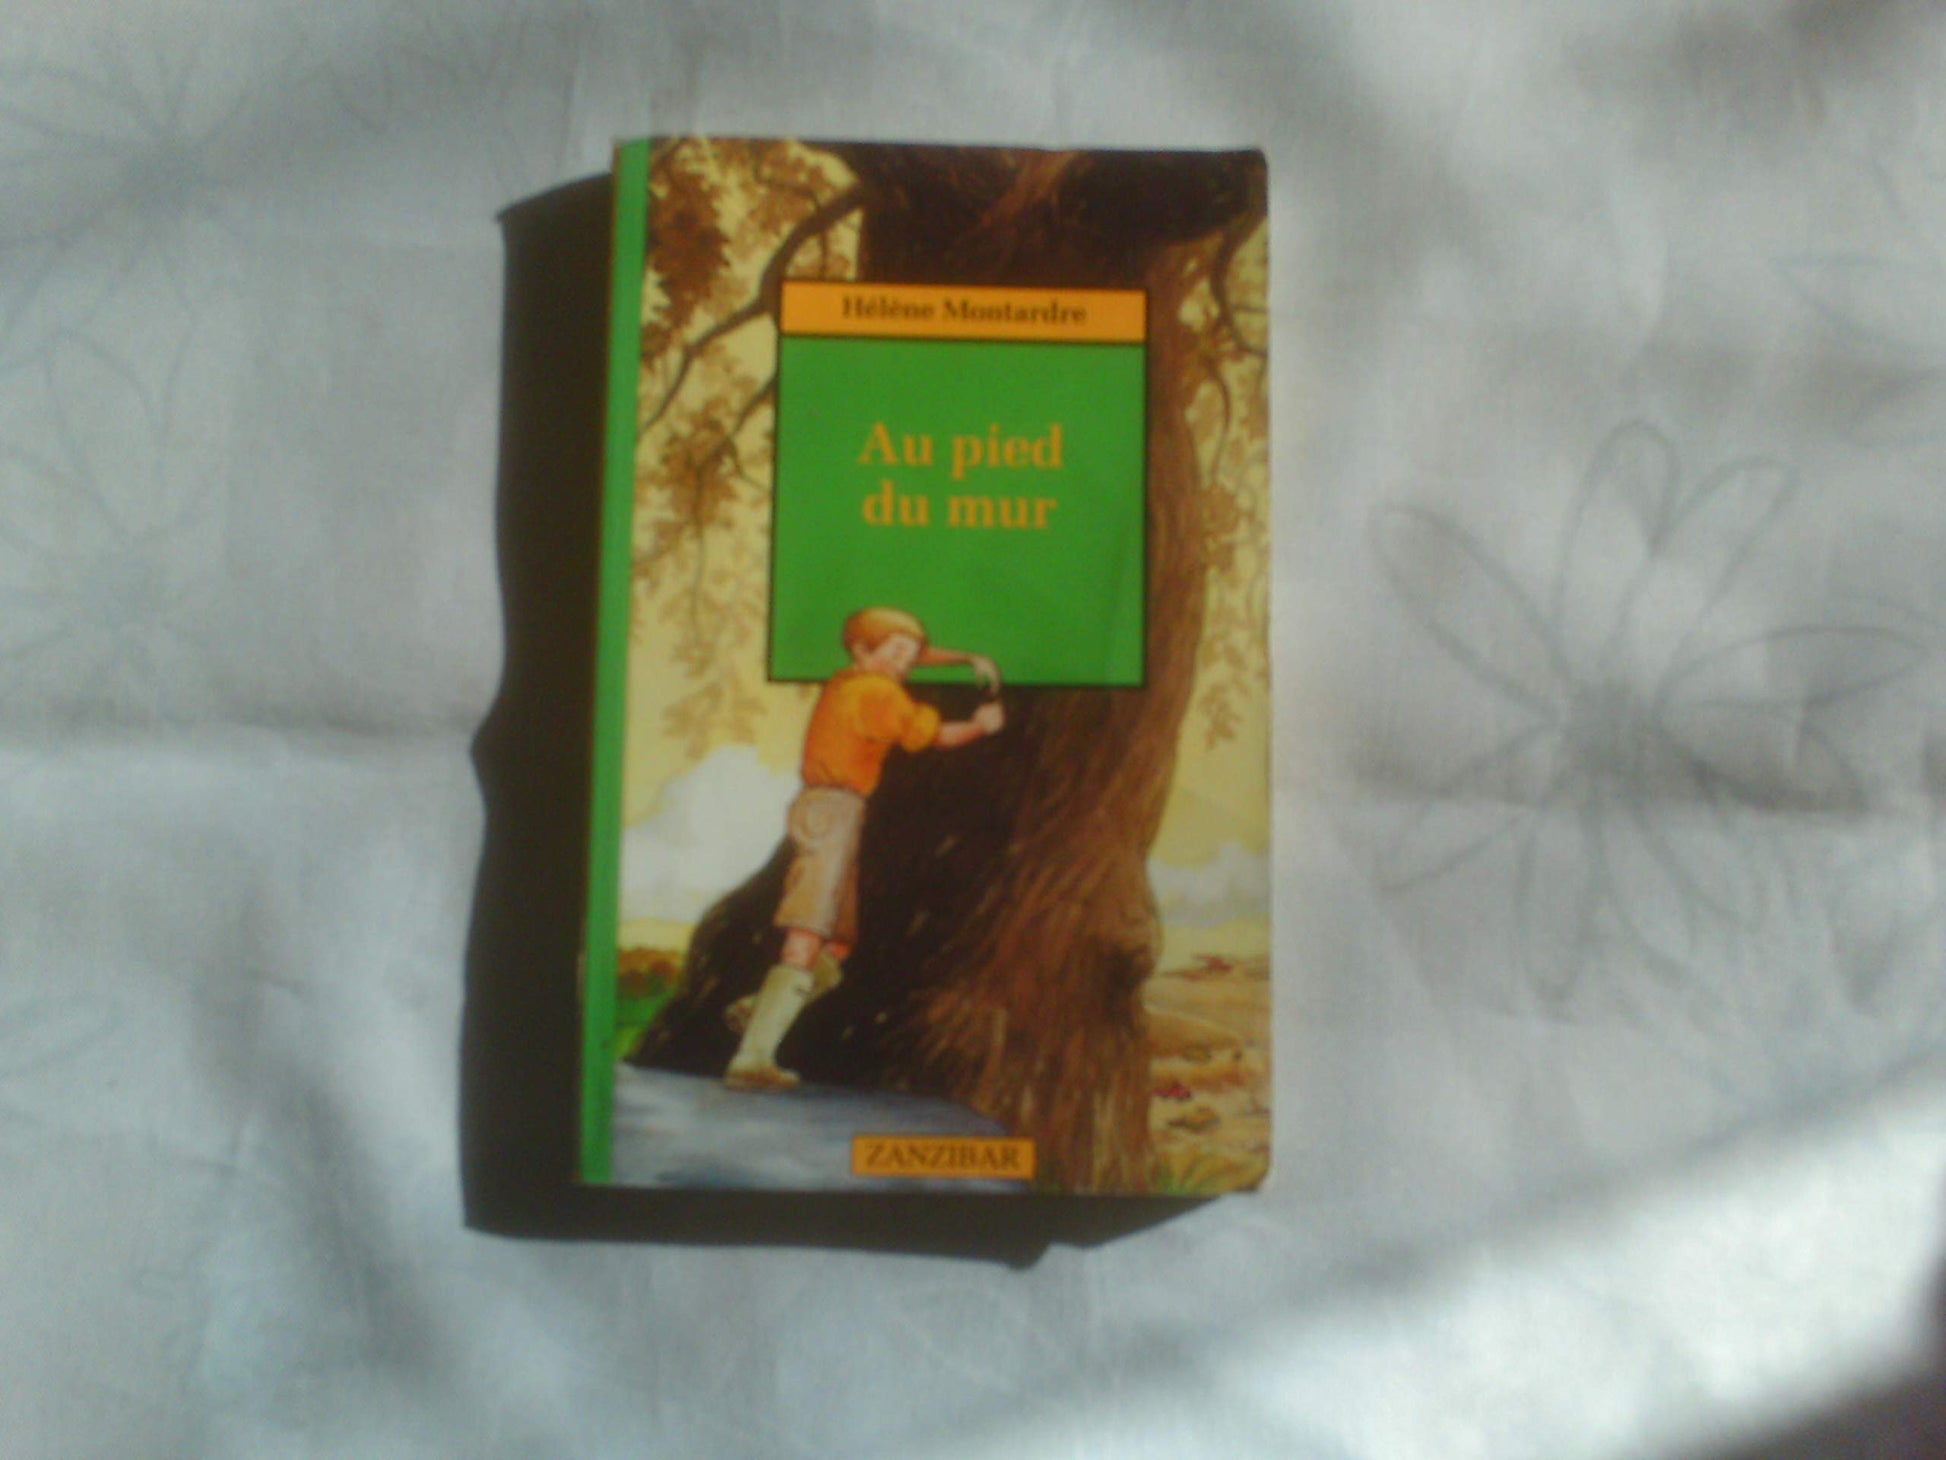 Hélène Montardre
Au pied
du mur
ZANZIBAR